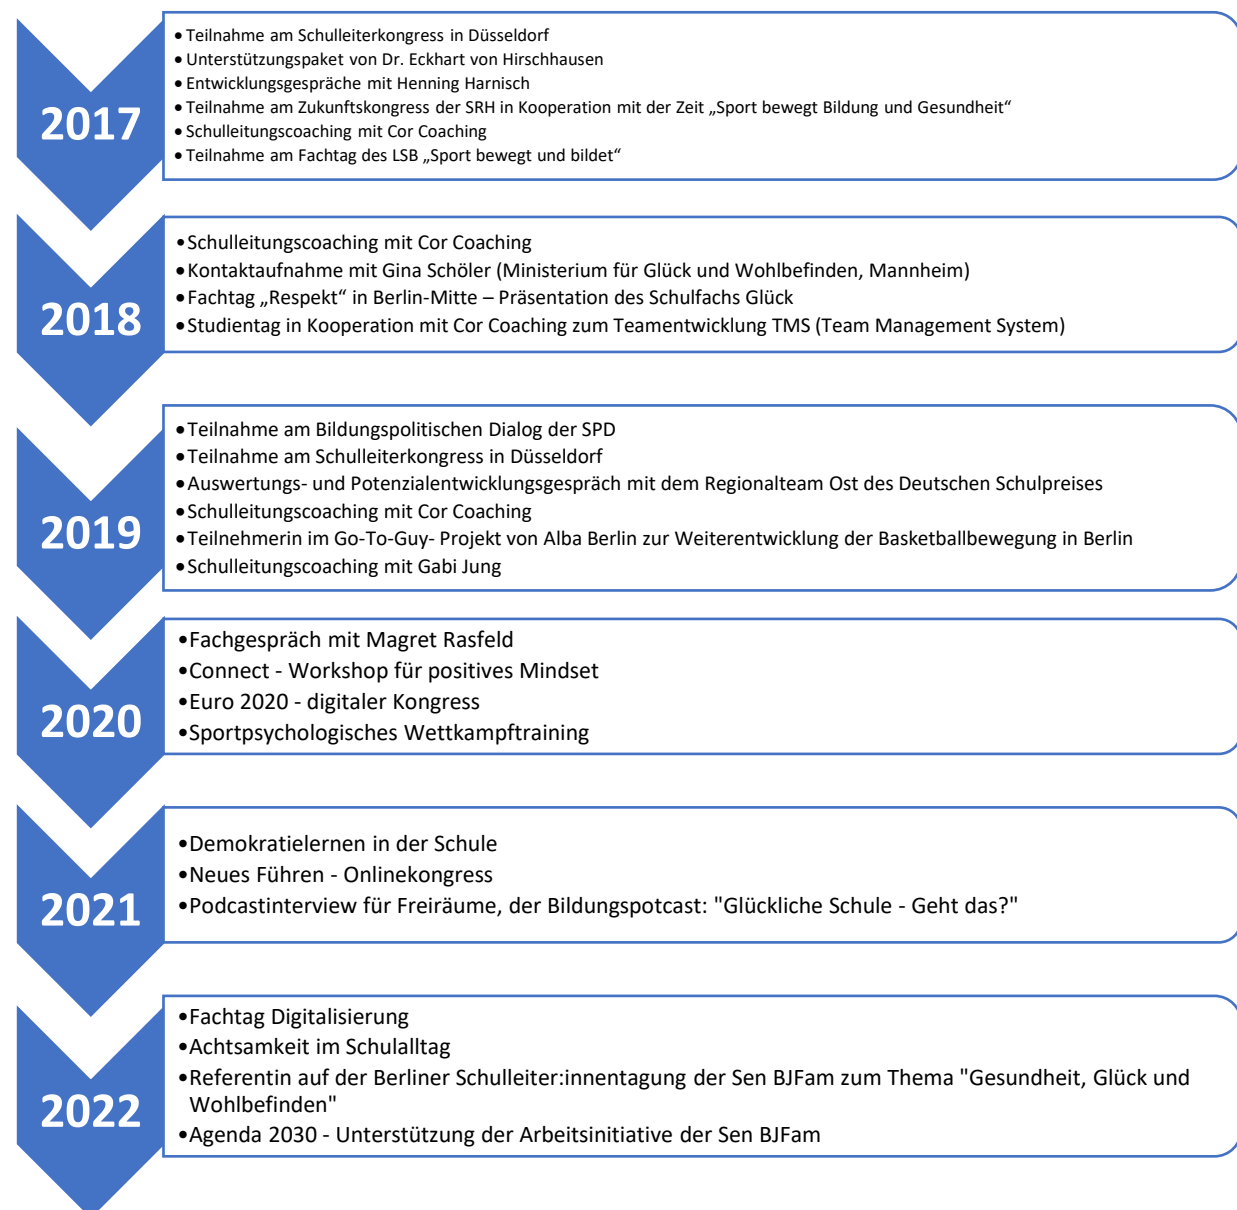 2017
• Teilnahme am Schulleiterkongress in Düsseldorf
• Unterstützungspaket von Dr. Eckhart von Hirschhausen
• Entwicklungsgespräche mit Henning Harnisch
• Teilnahme am Zukunftskongress der SRH in Kooperation mit der Zeit „Sport bewegt Bildung und Gesundheit“
• Schulleitungscoaching mit Cor Coaching
• Teilnahme am Fachtag des LSB „Sport bewegt und bildet“
2018
•Schulleitungscoaching mit Cor Coaching
•Kontaktaufnahme mit Gina Schöler (Ministerium für Glück und Wohlbefinden, Mannheim)
•Fachtag „Respekt“ in Berlin-Mitte – Präsentation des Schulfachs Glück
•Studientag in Kooperation mit Cor Coaching zum Teamentwicklung TMS (Team Management System)
2019
•Teilnahme am Bildungspolitischen Dialog der SPD
•Teilnahme am Schulleiterkongress in Düsseldorf
•Auswertungs- und Potenzialentwicklungsgespräch mit dem Regionalteam Ost des Deutschen Schulpreises
•Schulleitungscoaching mit Cor Coaching
•Teilnehmerin im Go-To-Guy- Projekt von Alba Berlin zur Weiterentwicklung der Basketballbewegung in Berlin
•Schulleitungscoaching mit Gabi Jung
2020
•Fachgespräch mit Magret Rasfeld
•Connect - Workshop für positives Mindset
•Euro 2020 - digitaler Kongress
•Sportpsychologisches Wettkampftraining
2021
•Demokratielernen in der Schule
•Neues Führen - Onlinekongress
•Podcastinterview für Freiräume, der Bildungspotcast: "Glückliche Schule - Geht das?"
2022
•Fachtag Digitalisierung
•Achtsamkeit im Schulalltag
•Referentin auf der Berliner Schulleiter:innentagung der Sen BJFam zum Thema "Gesundheit, Glück und
•Wohlbefinden"
•Agenda 2030 - Unterstützung der Arbeitsinitiative der Sen BJFam